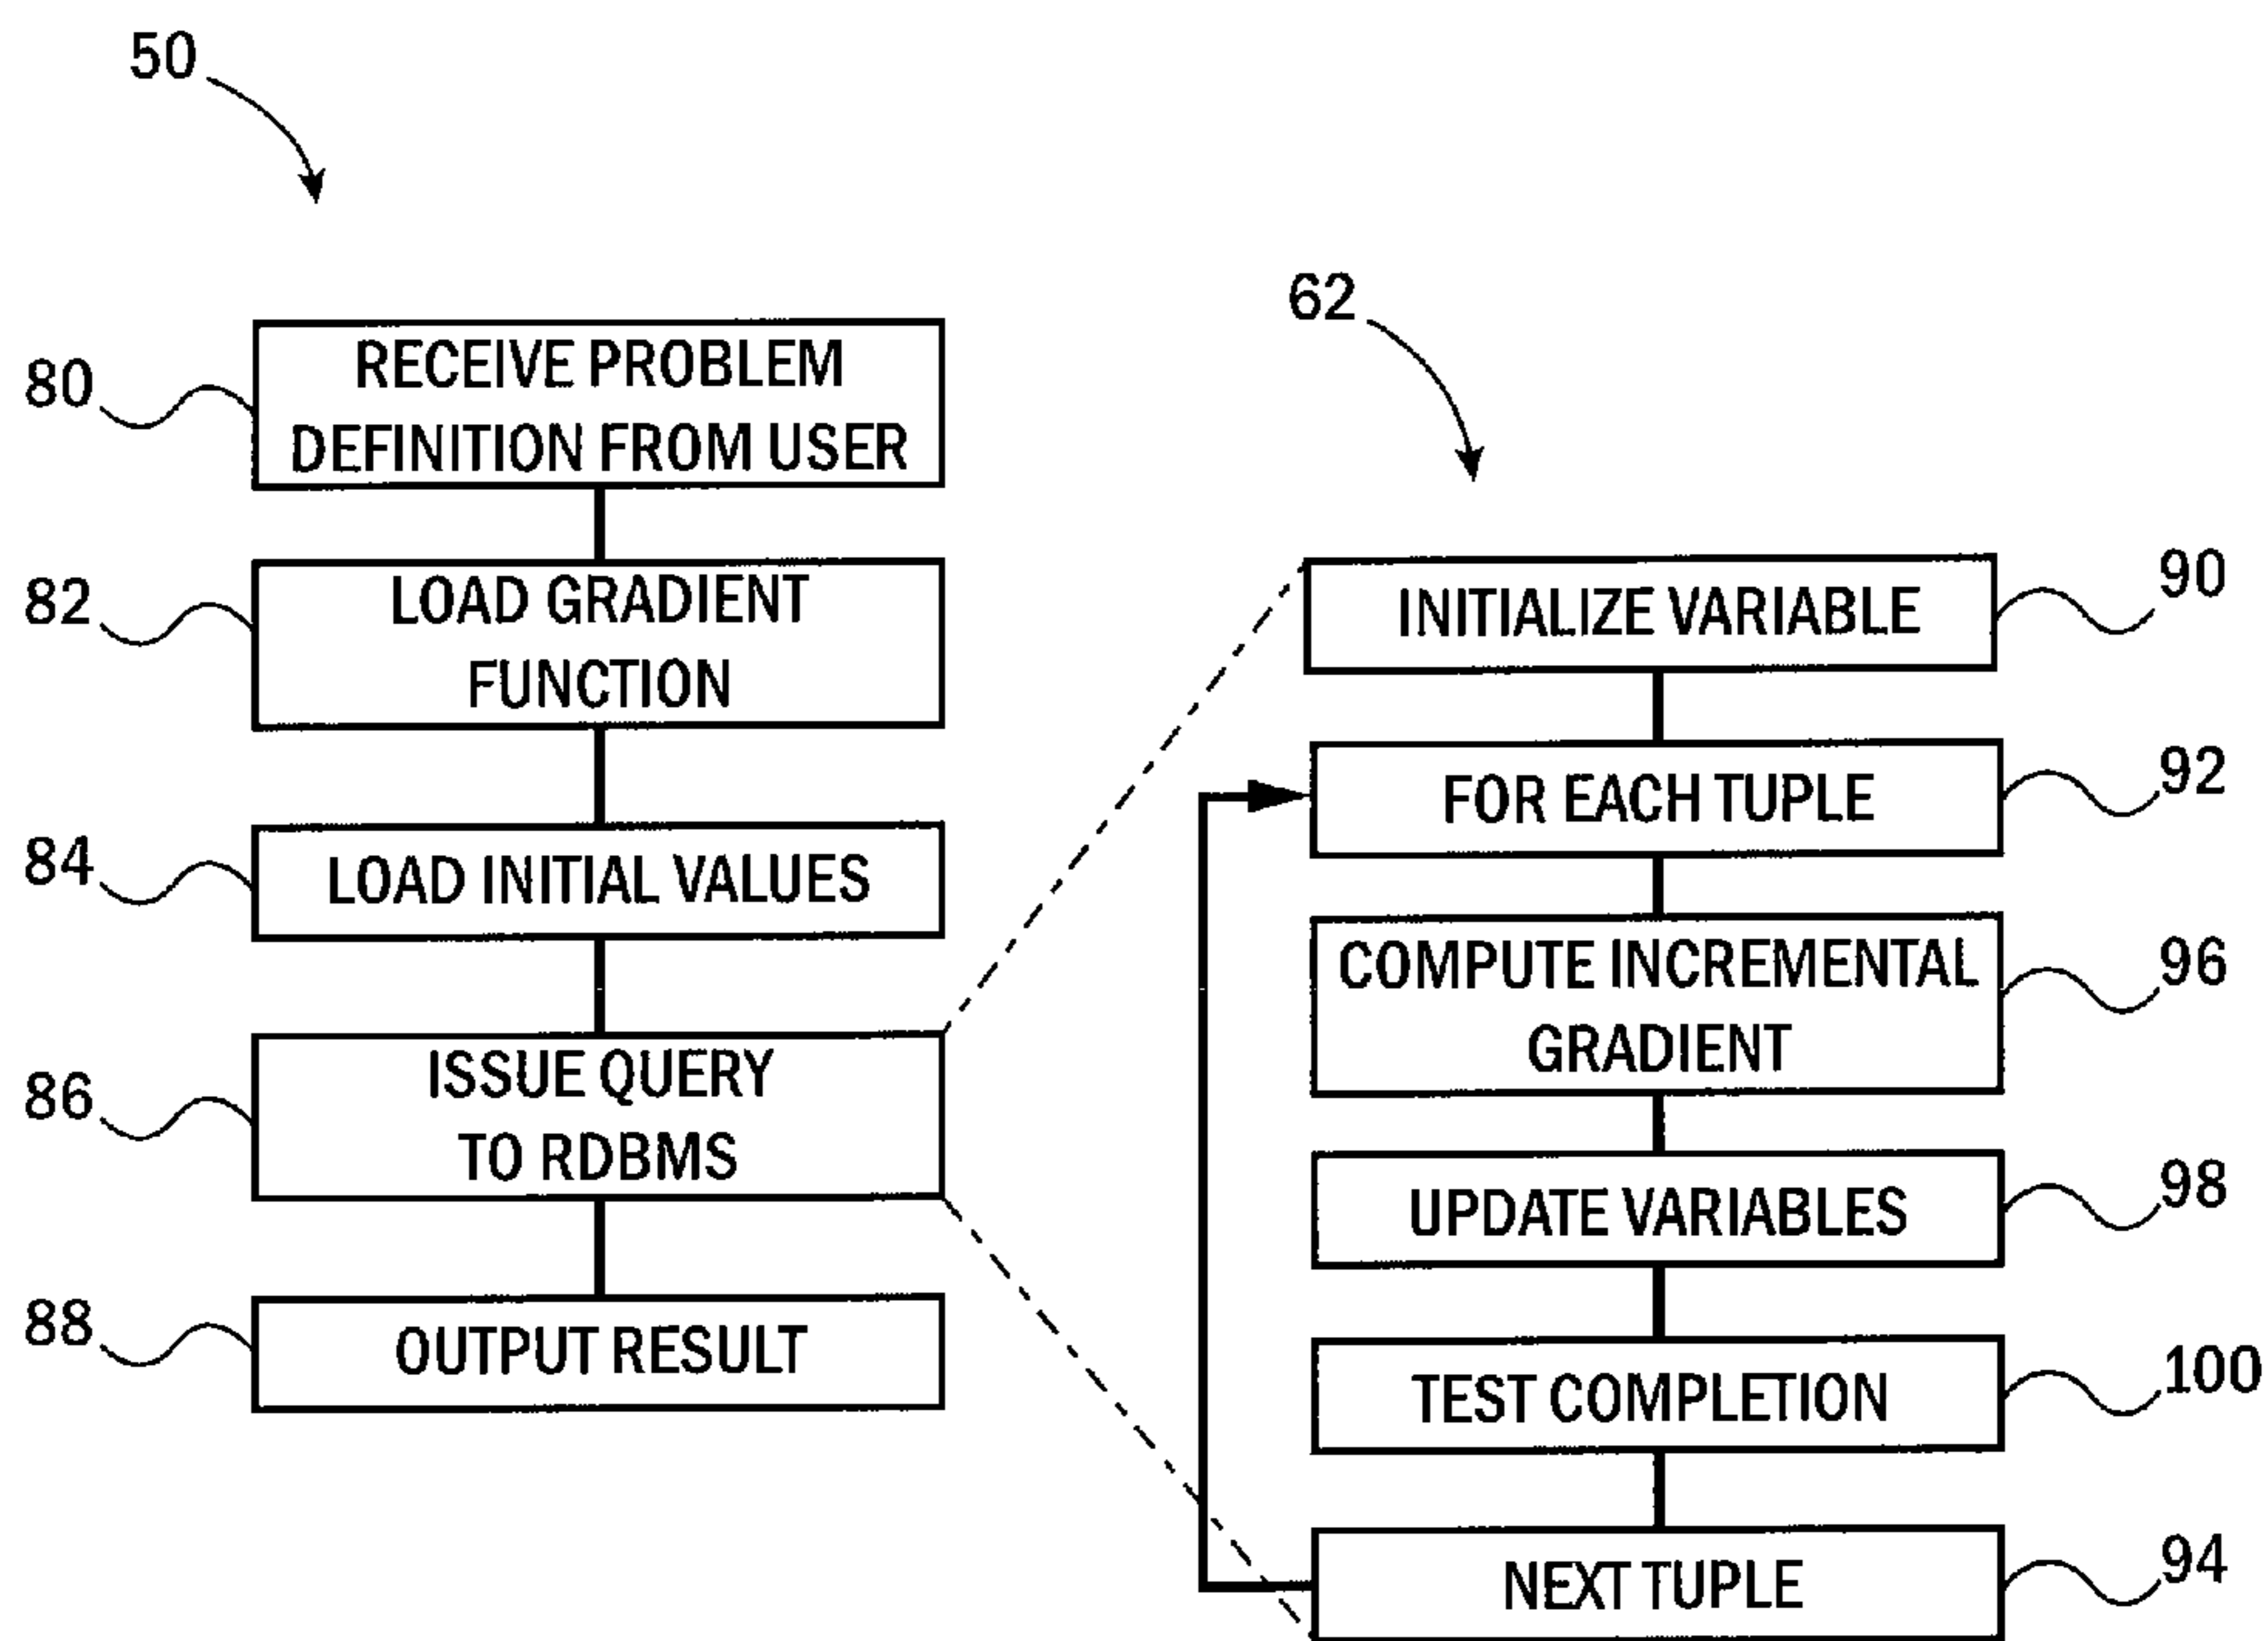 50
80
RECEIVE PROBLEM
DEFINITION FROM USER
82
LOAD GRADIENT
FUNCTION
84
LOAD INITIAL VALUES
86
ISSUE QUERY
TO RDBMS
88
OUTPUT RESULT
62
INITIALIZE VARIABLE
90
FOR EACH TUPLE
92
COMPUTE INCREMENTAL
GRADIENT
96
UPDATE VARIABLES
98
TEST COMPLETION
100
NEXT TUPLE
94